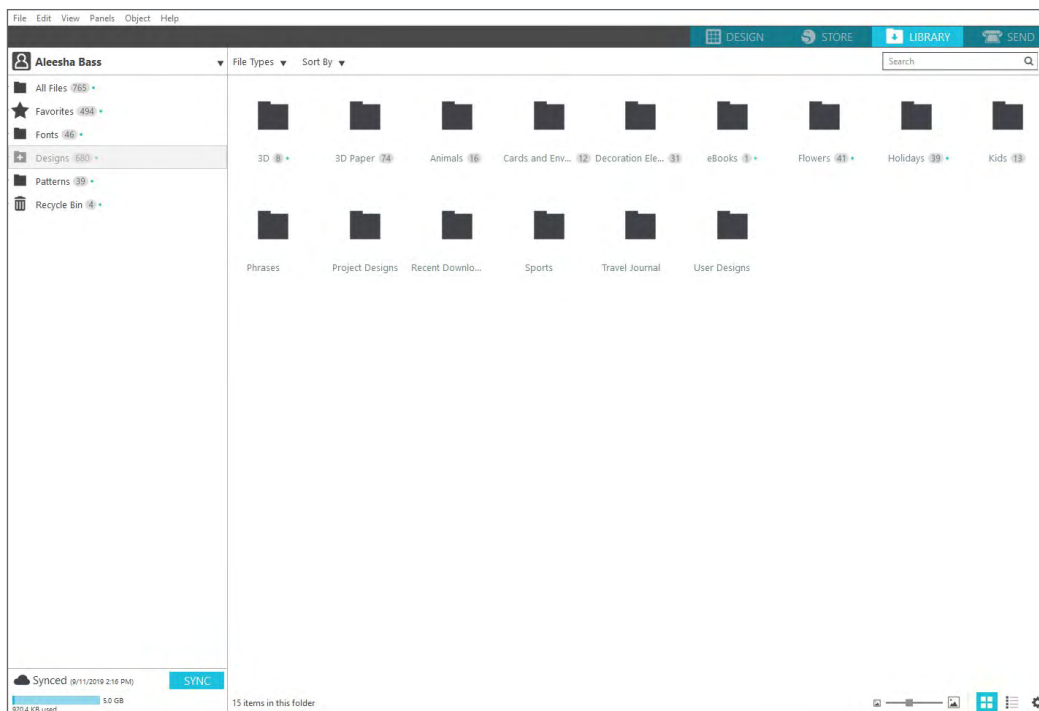 File Edit View Panels Object Help
DESIGN STORE LIBRARY SEND
Aleesha Bass File Types Sort By Search
All Files 765
Favorites 494
Fonts 46
Designs 680
Patterns 39
Recycle Bin 4
3D 8 3D Paper 74 Animals 16 Cards and Env... 12 Decoration Ele... 31 eBooks 1 Flowers 41 Holidays 39 Kids 13
Phrases Project Designs Recent Downlo... Sports Travel Journal User Designs
Synced (9/11/2019 2:16 PM) SYNC
5.0 GB
920.4 KB used
15 items in this folder